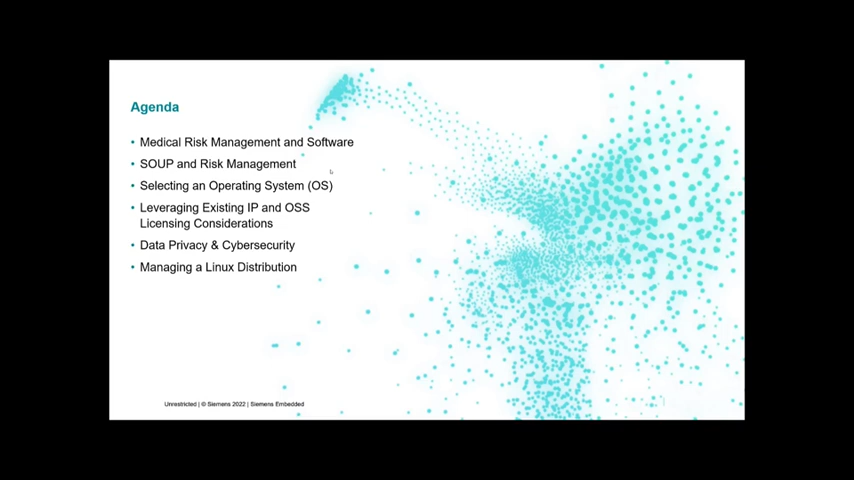 Agenda
• Medical Risk Management and Software
• SOUP and Risk Management
• Selecting an Operating System (OS)
• Leveraging Existing IP and OSS
Licensing Considerations
• Data Privacy & Cybersecurity
• Managing a Linux Distribution
Unrestricted | © Siemens 2022 | Siemens Embedded